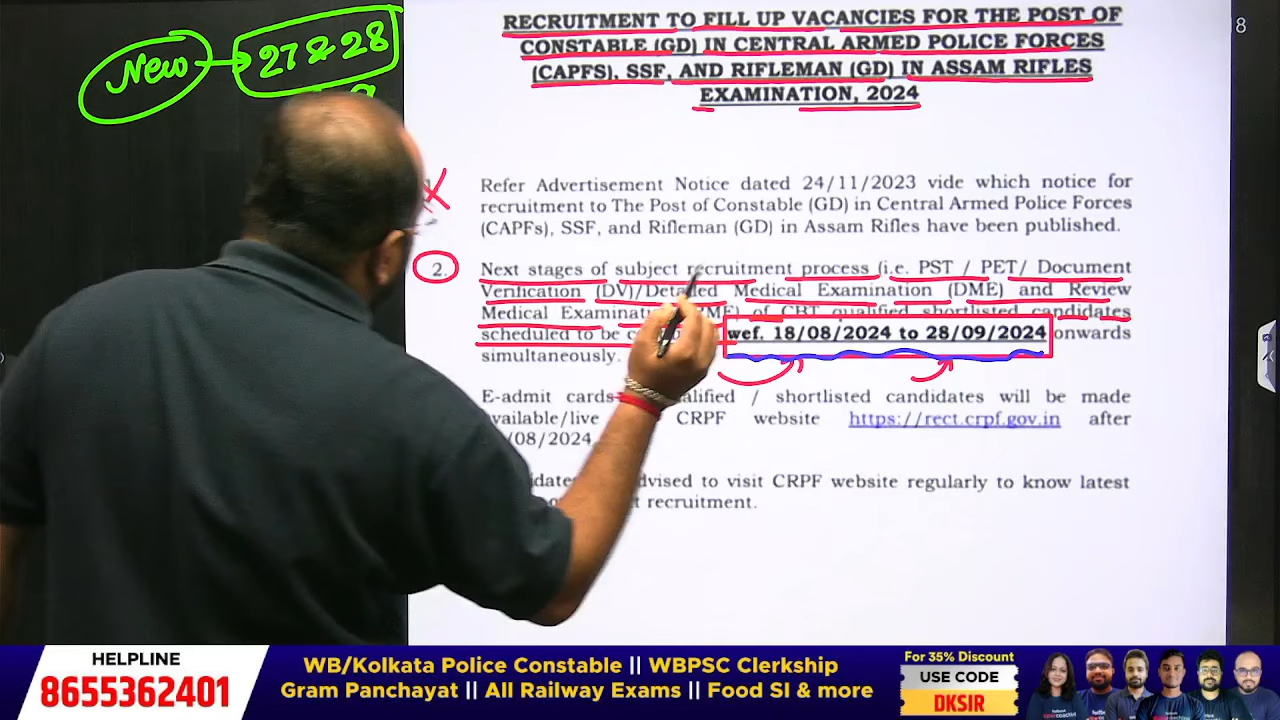 New → 27 & 28
8
RECRUITMENT TO FILL UP VACANCIES FOR THE POST OF
CONSTABLE (GD) IN CENTRAL ARMED POLICE FORCES
(CAPFS), SSF, AND RIFLEMAN (GD) IN ASSAM RIFLES
EXAMINATION, 2024
Refer Advertisement Notice dated 24/11/2023 vide which notice for
recruitment to The Post of Constable (GD) in Central Armed Police Forces
(CAPFs), SSF, and Rifleman (GD) in Assam Rifles have been published.
2. Next stages of subject recruitment process (i.e. PST / PET/ Document
Verification (DV)/Detailed Medical Examination (DME) and Review
Medical of CBT qualified shortlisted candidates
scheduled to be wef. 18/08/2024 to 28/09/2024 onwards
simultaneously.
E-admit cards / shortlisted candidates will be made
available/live CRPF website https://rect.crpf.gov.in after
/08/2024
to visit CRPF website regularly to know latest
recruitment.
HELPLINE
8655362401
WB/Kolkata Police Constable || WBPSC Clerkship
Gram Panchayat || All Railway Exams || Food SI & more
For 35% Discount
USE CODE
DKSIR